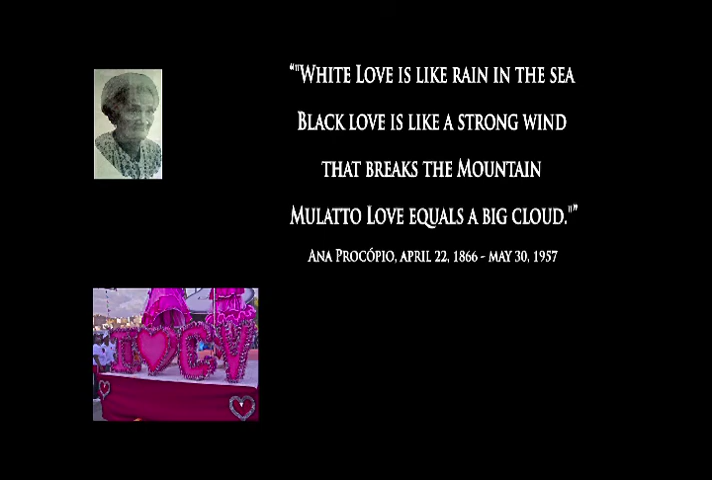 “"White Love is like rain in the sea
Black love is like a strong wind
that breaks the Mountain
Mulatto Love equals a big cloud."”
Ana Procópio, april 22, 1866 - may 30, 1957
I ♥ CV